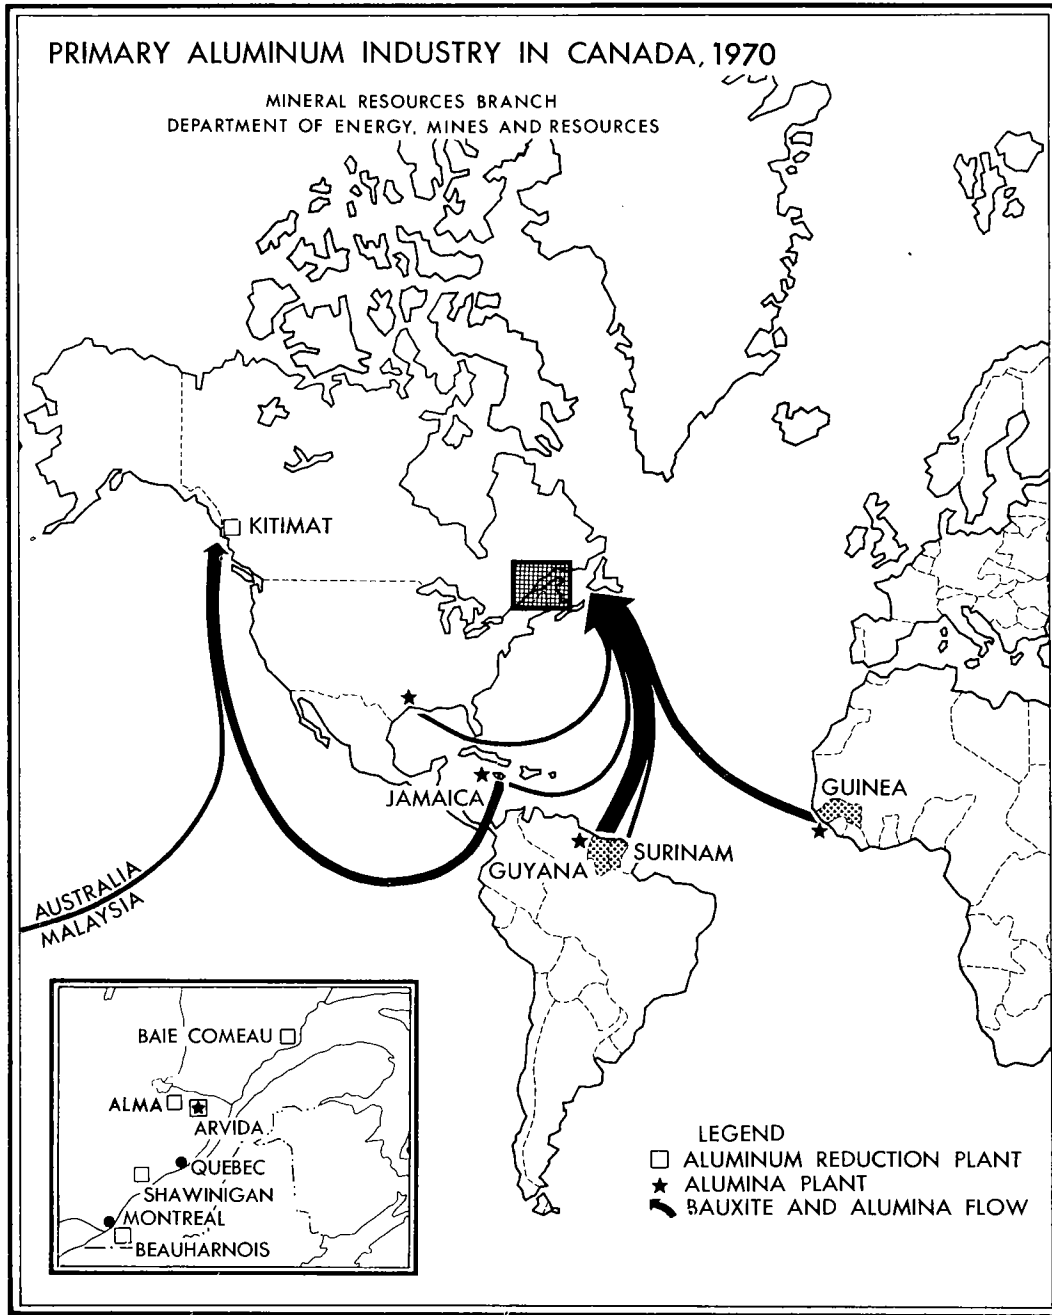 PRIMARY ALUMINUM INDUSTRY IN CANADA, 1970
MINERAL RESOURCES BRANCH
DEPARTMENT OF ENERGY, MINES AND RESOURCES
KITIMAT
JAMAICA
GUINEA
GUYANA
SURINAM
AUSTRALIA
MALAYSIA
BAIE COMEAU
ALMA
ARVIDA
QUEBEC
SHAWINIGAN
MONTREAL
BEAUHARNOIS
LEGEND
ALUMINUM REDUCTION PLANT
ALUMINA PLANT
BAUXITE AND ALUMINA FLOW